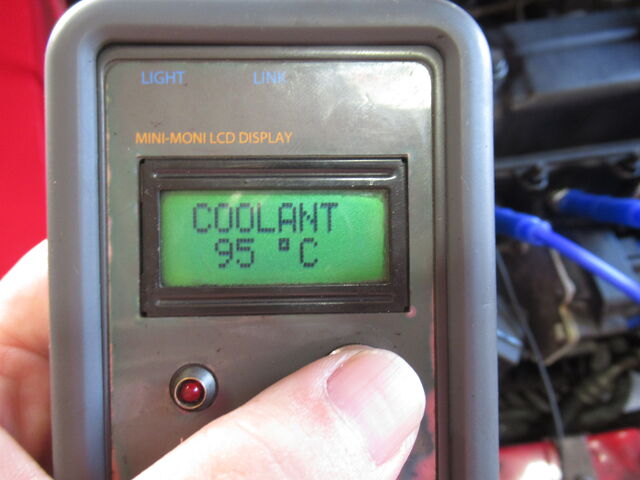 LIGHT LINK
MINI-MONI LCD DISPLAY
COOLANT
95 °C